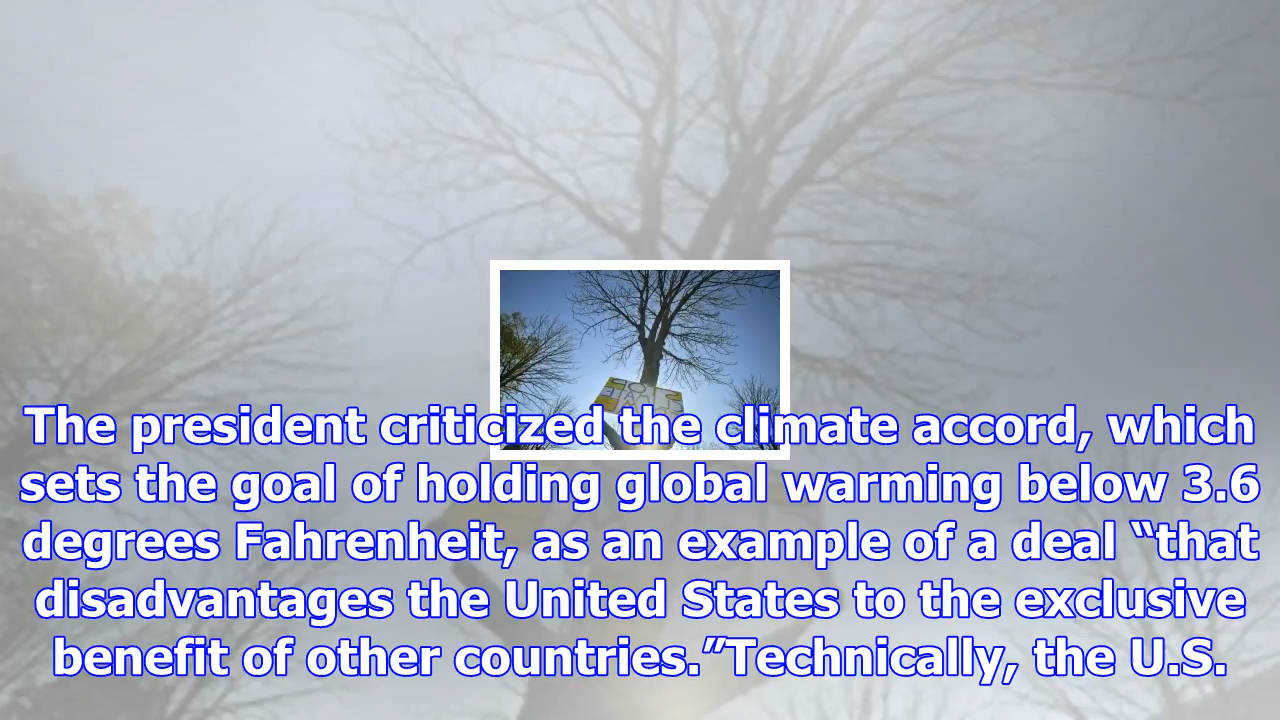 The president criticized the climate accord, which
sets the goal of holding global warming below 3.6
degrees Fahrenheit, as an example of a deal “that
disadvantages the United States to the exclusive
benefit of other countries.”Technically, the U.S.